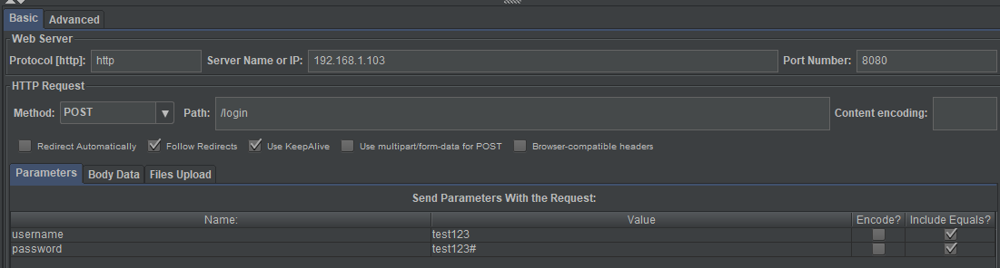 Basic Advanced
Web Server
Protocol [http]: http Server Name or IP: 192.168.1.103 Port Number: 8080
HTTP Request
Method: POST Path: /login Content encoding:
Redirect Automatically Follow Redirects Use KeepAlive Use multipart/form-data for POST Browser-compatible headers
Parameters Body Data Files Upload
Send Parameters With the Request:
Name: Value Encode? Include Equals?
username test123
password test123#